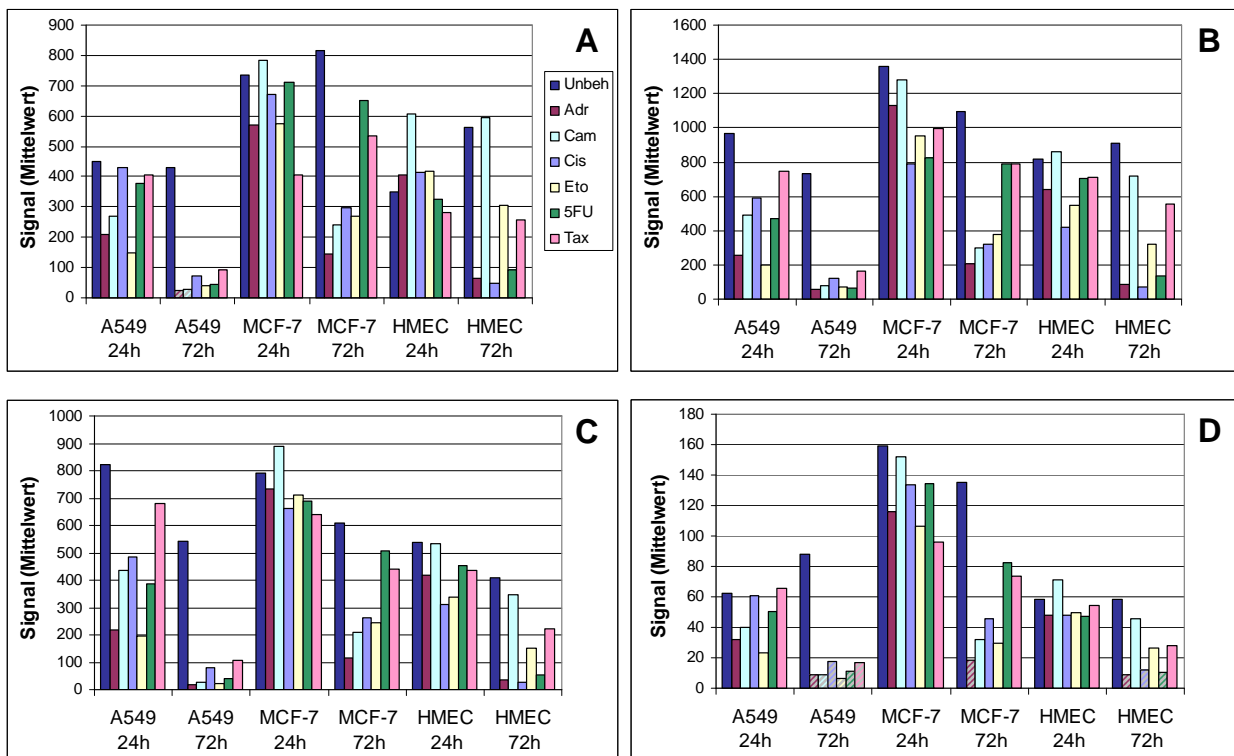 A
Signal (Mittelwert)
900
800
700
600
500
400
300
200
100
0
A549 A549 MCF-7 MCF-7 HMEC HMEC
24h 72h 24h 72h 24h 72h
Unbeh
Adr
Cam
Cis
Eto
5FU
Tax
B
Signal (Mittelwert)
1600
1400
1200
1000
800
600
400
200
0
A549 A549 MCF-7 MCF-7 HMEC HMEC
24h 72h 24h 72h 24h 72h
C
Signal (Mittelwert)
1000
900
800
700
600
500
400
300
200
100
0
A549 A549 MCF-7 MCF-7 HMEC HMEC
24h 72h 24h 72h 24h 72h
D
Signal (Mittelwert)
180
160
140
120
100
80
60
40
20
0
A549 A549 MCF-7 MCF-7 HMEC HMEC
24h 72h 24h 72h 24h 72h